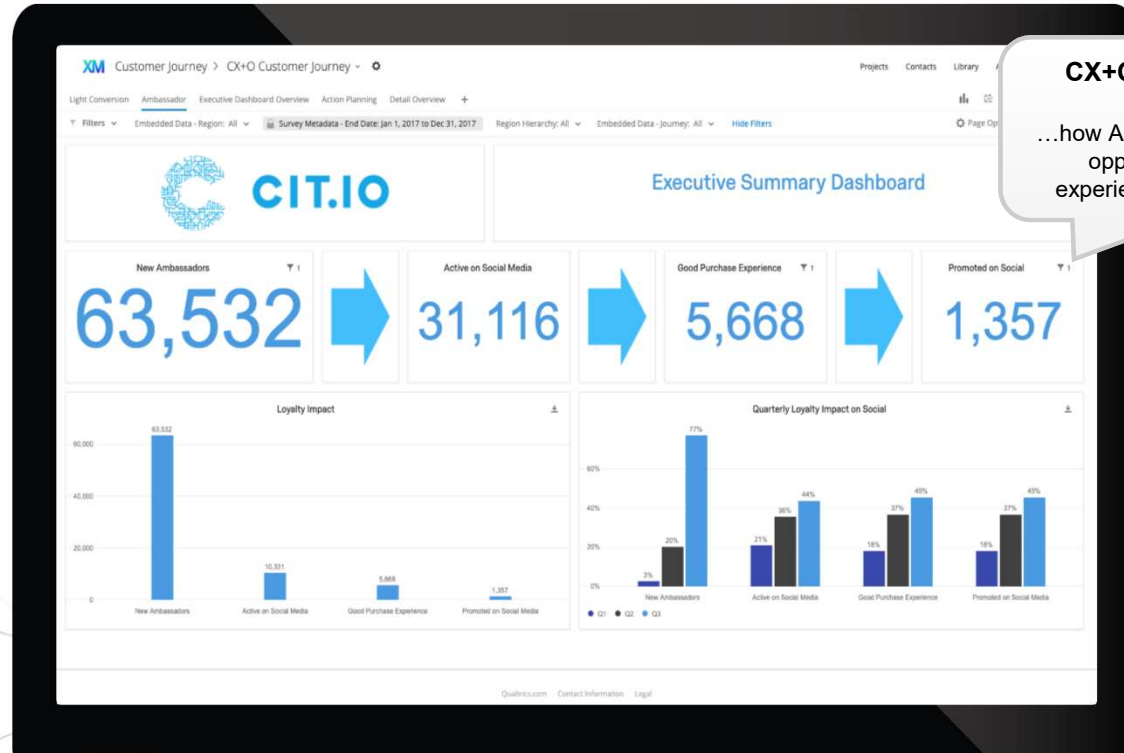 XM Customer Journey > CX+O Customer Journey
Projects Contacts Library
CX+
Light Conversion Ambassador Executive Dashboard Overview Action Planning Detail Overview +
Filters Embedded Data - Region: All Survey Metadata - End Date: Jan 1, 2017 to Dec 31, 2017 Region Hierarchy: All Embedded Data - Journey: All Hide Filters
…how A
opp
experie
CIT.IO
Executive Summary Dashboard
New Ambassadors 1
Active on Social Media
Good Purchase Experience 1
Promoted on Social 1
63,532
31,116
5,668
1,357
Loyalty Impact
63,532
60,000
40,000
20,000
0
10,331
5,668
1,357
New Ambassadors Active on Social Media Good Purchase Experience Promoted on Social Media
Quarterly Loyalty Impact on Social
60%
40%
20%
0%
3% 20% 77%
21% 36% 44%
18% 37% 45%
18% 37% 45%
New Ambassadors Active on Social Media Good Purchase Experience Promoted on Social Media
Q1 Q2 Q3
Qualtrics.com Contact Information Legal